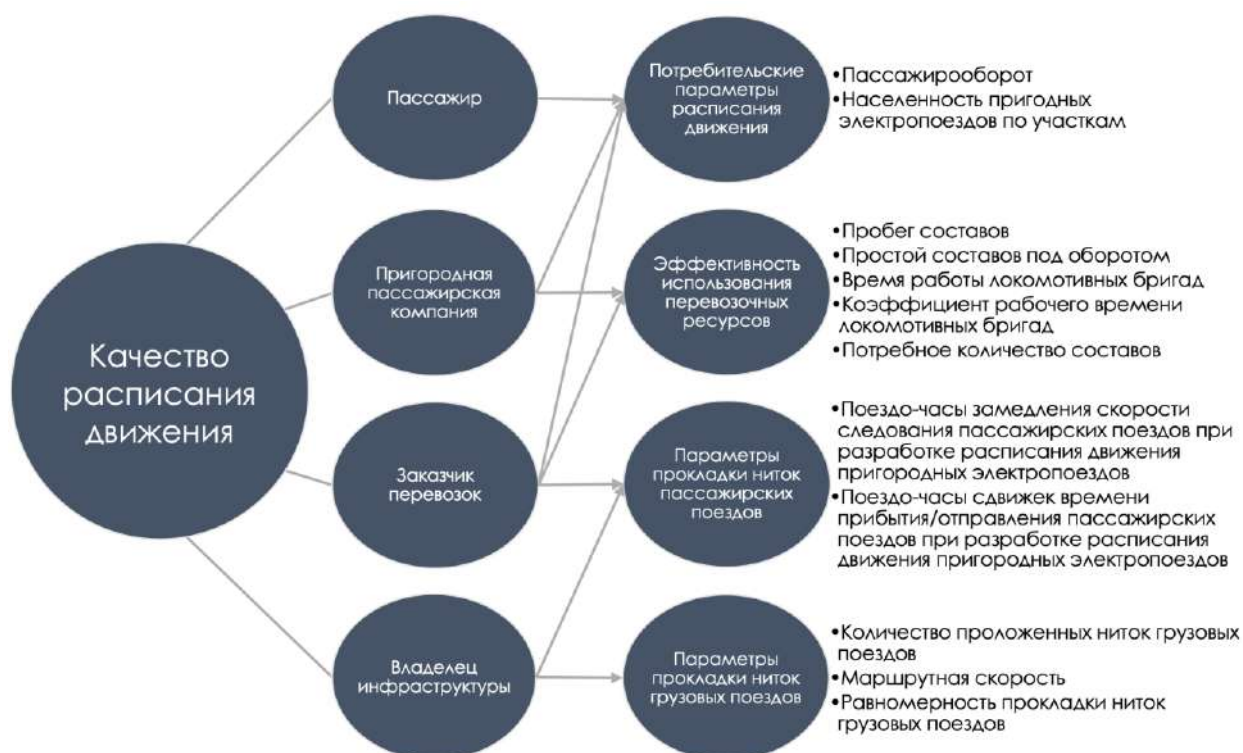 Качество
расписания
движения
Пассажир
Пригородная
пассажирская
компания
Заказчик
перевозок
Владелец
инфраструктуры
Потребительские
параметры
расписания
движения
•Пассажирооборот
•Населенность пригодных
электропоездов по участкам
Эффективность
использования
перевозочных
ресурсов
•Пробег составов
•Простой составов под оборотом
•Время работы локомотивных бригад
•Коэффициент рабочего времени
локомотивных бригад
•Потребное количество составов
Параметры
прокладки ниток
пассажирских
поездов
•Поездо-часы замедления скорости
следования пассажирских поездов при
разработке расписания движения
пригородных электропоездов
•Поездо-часы сдвижек времени
прибытия/отправления пассажирских
поездов при разработке расписания
движения пригородных электропоездов
Параметры
прокладки ниток
грузовых поездов
•Количество проложенных ниток грузовых
поездов
•Маршрутная скорость
•Равномерность прокладки ниток
грузовых поездов